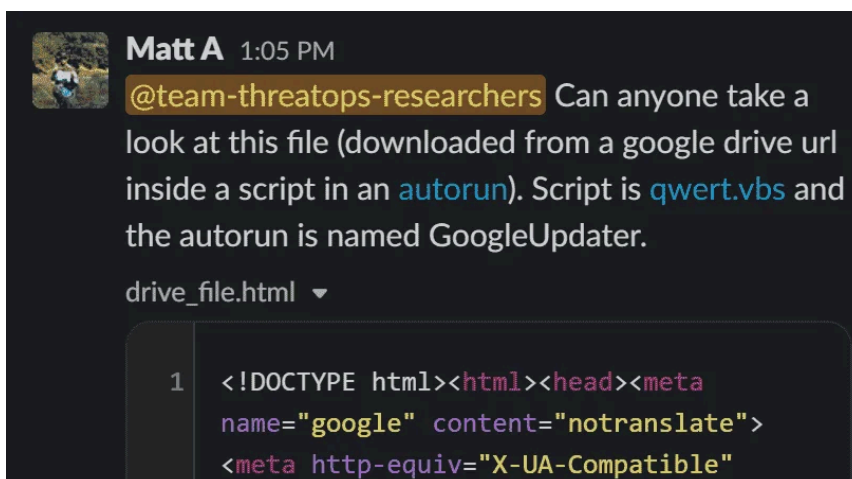 Matt A 1:05 PM
@team-threatops-researchers Can anyone take a
look at this file (downloaded from a google drive url
inside a script in an autorun). Script is qwert.vbs and
the autorun is named GoogleUpdater.
drive_file.html
1 <!DOCTYPE html><html><head><meta
name="google" content="notranslate">
<meta http-equiv="X-UA-Compatible"